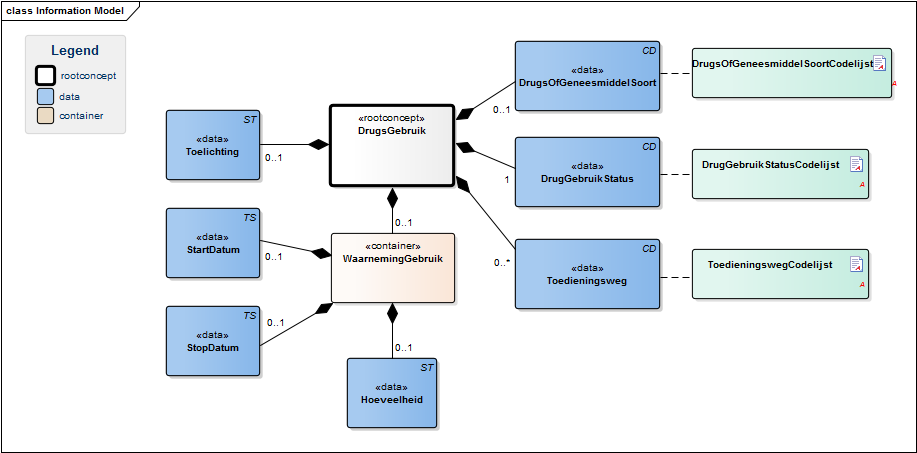 class Information Model
Legend
rootconcept
data
container
ST
«data»
Toelichting
0..1
«rootconcept»
DrugsGebruik
CD
«data»
DrugsOfGeneesmiddelSoort
0..1
DrugsOfGeneesmiddelSoortCodelijst
A
CD
«data»
DrugGebruikStatus
1
DrugGebruikStatusCodelijst
A
CD
«data»
Toedieningsweg
0..*
ToedieningswegCodelijst
A
0..1
«container»
WaarnemingGebruik
TS
«data»
StartDatum
0..1
TS
«data»
StopDatum
0..1
0..1
ST
«data»
Hoeveelheid